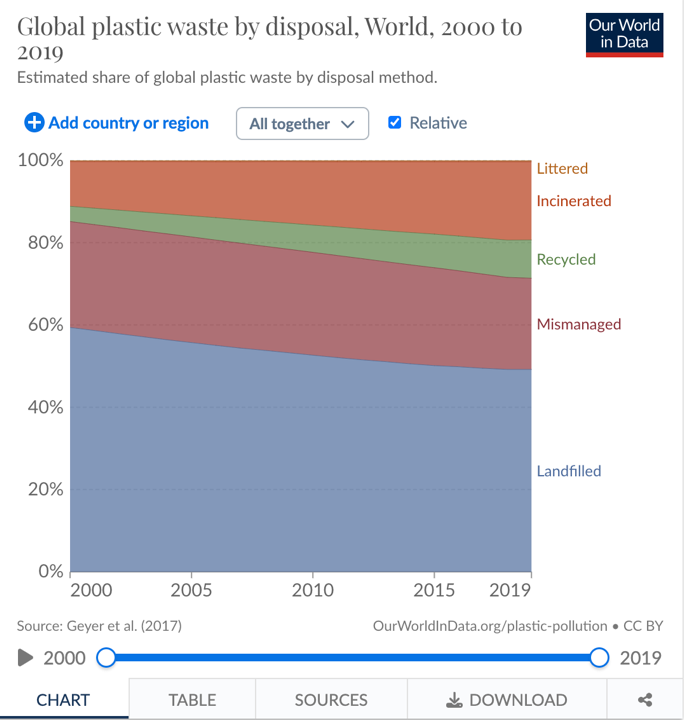 Global plastic waste by disposal, World, 2000 to
2019
Our World
in Data
Estimated share of global plastic waste by disposal method.
Add country or region
All together
Relative
100%
80%
60%
40%
20%
0%
Littered
Incinerated
Recycled
Mismanaged
Landfilled
2000 2005 2010 2015 2019
Source: Geyer et al. (2017)
OurWorldInData.org/plastic-pollution • CC BY
2000 2019
CHART TABLE SOURCES DOWNLOAD